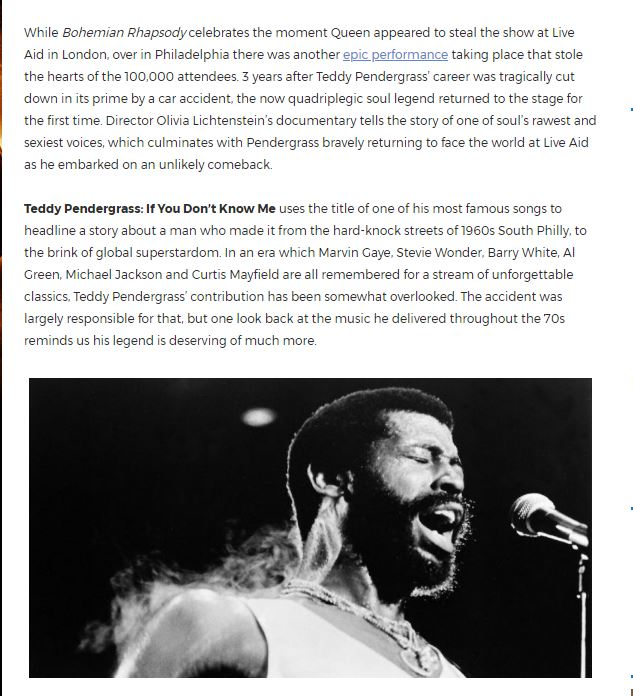 While Bohemian Rhapsody celebrates the moment Queen appeared to steal the show at Live
Aid in London, over in Philadelphia there was another epic performance taking place that stole
the hearts of the 100,000 attendees. 3 years after Teddy Pendergrass' career was tragically cut
down in its prime by a car accident, the now quadriplegic soul legend returned to the stage for
the first time. Director Olivia Lichtenstein's documentary tells the story of one of soul's rawest and
sexiest voices, which culminates with Pendergrass bravely returning to face the world at Live Aid
as he embarked on an unlikely comeback.
Teddy Pendergrass: If You Don't Know Me uses the title of one of his most famous songs to
headline a story about a man who made it from the hard-knock streets of 1960s South Philly, to
the brink of global superstardom. In an era which Marvin Gaye, Stevie Wonder, Barry White, Al
Green, Michael Jackson and Curtis Mayfield are all remembered for a stream of unforgettable
classics, Teddy Pendergrass' contribution has been somewhat overlooked. The accident was
largely responsible for that, but one look back at the music he delivered throughout the 70s
reminds us his legend is deserving of much more.